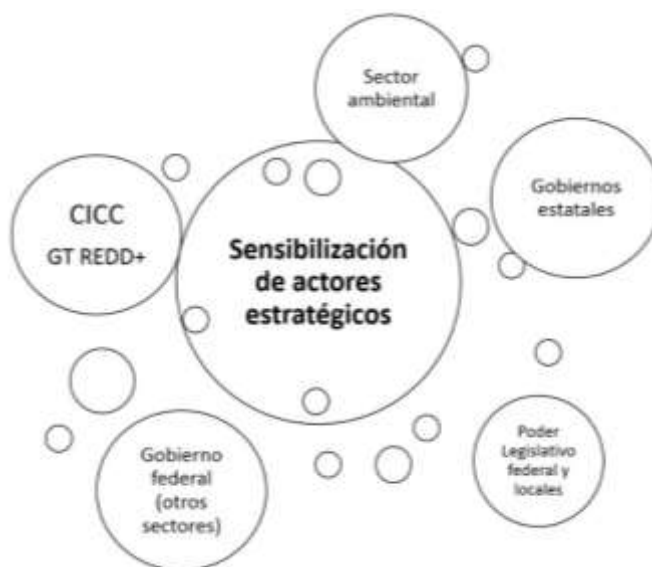 Sector
ambiental
Gobiernos
estatales
CICC
GT REDD+
Sensibilización
de actores
estratégicos
Gobierno
federal
(otros
sectores)
Poder
Legislativo
federal y
locales